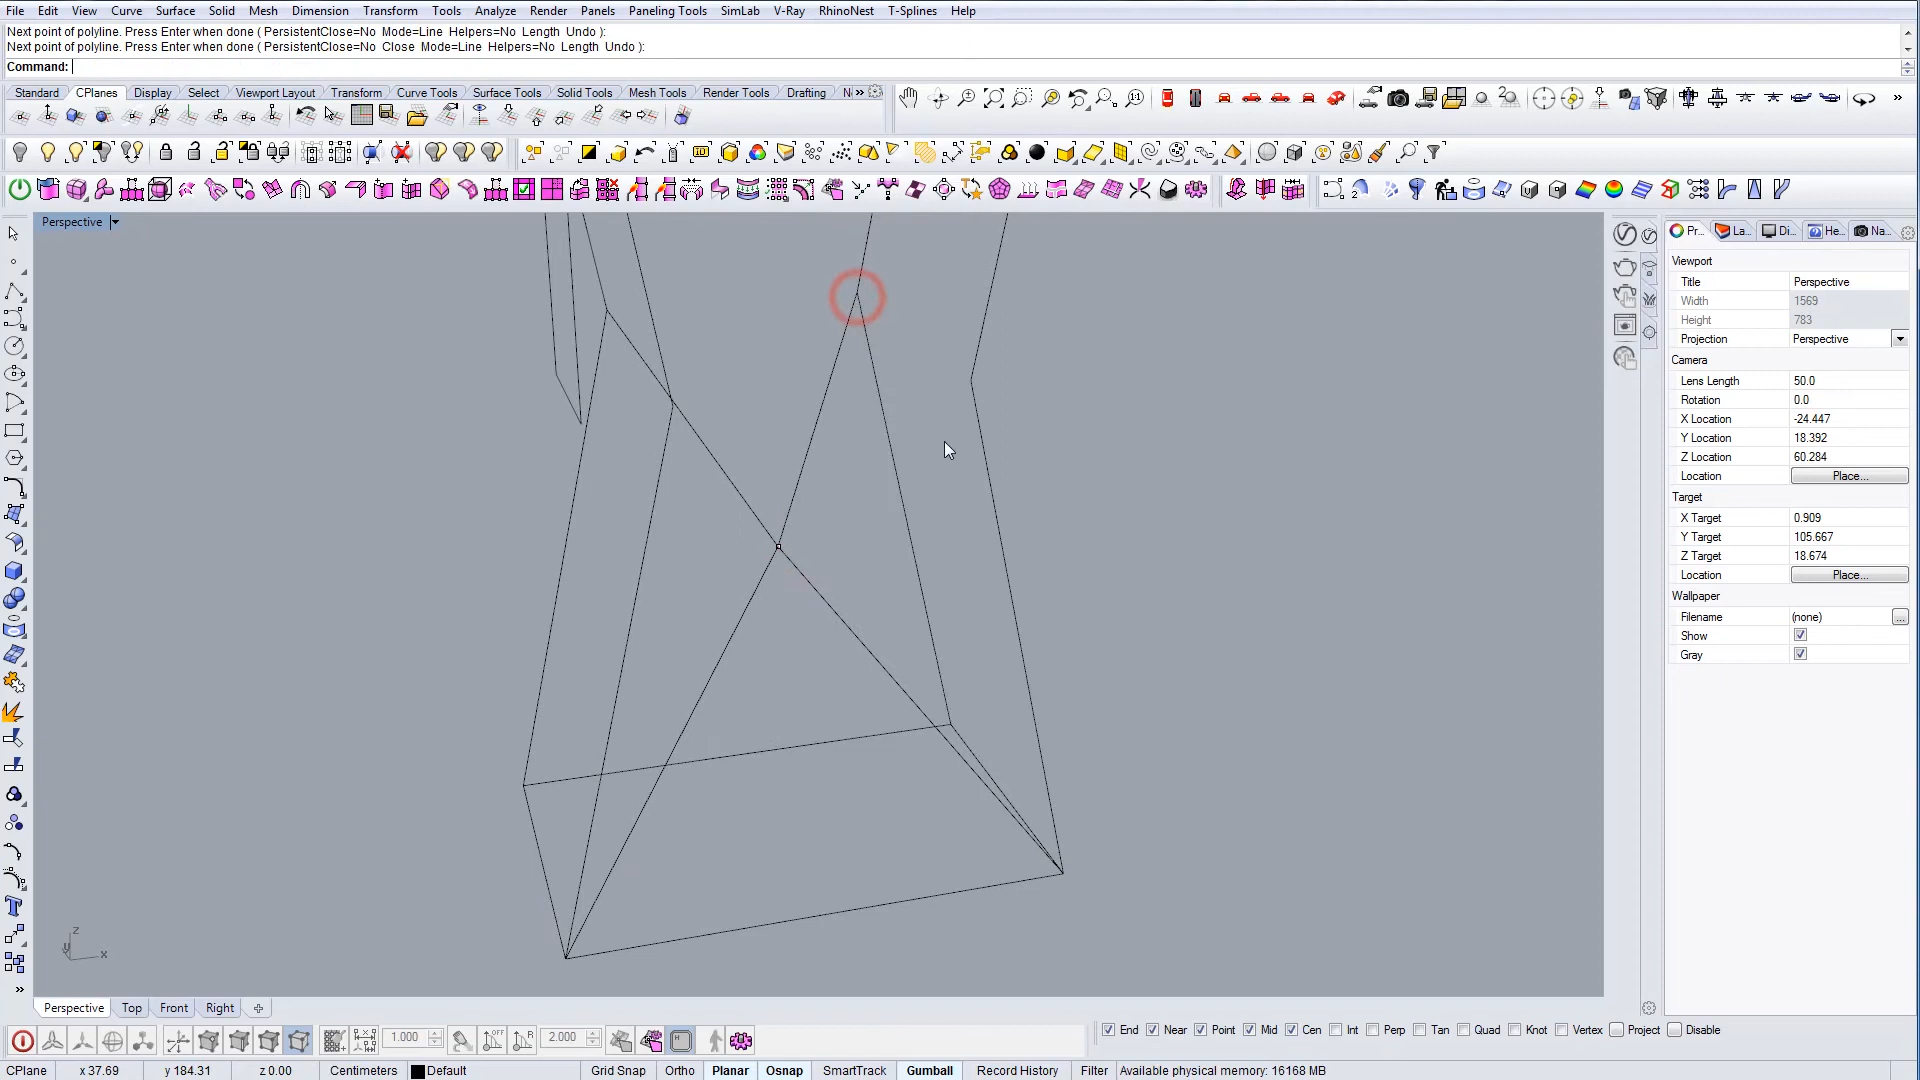 File Edit View Curve Surface Solid Mesh Dimension Transform Tools Analyze Render Panels Paneling Tools SimLab V-Ray RhinoNest T-Splines Help
Next point of polyline. Press Enter when done ( PersistentClose=No Mode=Line Helpers=No Length Undo ):
Next point of polyline. Press Enter when done ( PersistentClose=No Close Mode=Line Helpers=No Length Undo ):
Command:
Standard CPlanes Display Select Viewport Layout Transform Curve Tools Surface Tools Solid Tools Mesh Tools Render Tools Drafting
Perspective
Pr... La... Di... He... Na...
Viewport
Title Perspective
Width 1569
Height 783
Projection Perspective
Camera
Lens Length 50.0
Rotation 0.0
X Location -24.447
Y Location 18.392
Z Location 60.284
Location Place...
Target
X Target 0.909
Y Target 105.667
Z Target 18.674
Location Place...
Wallpaper
Filename (none) ...
Show
Gray
z
y x
Perspective Top Front Right
1.000 2.000
End Near Point Mid Cen Int Perp Tan Quad Knot Vertex Project Disable
CPlane x 37.69 y 184.31 z 0.00 Centimeters Default Grid Snap Ortho Planar Osnap SmartTrack Gumball Record History Filter Available physical memory: 16168 MB